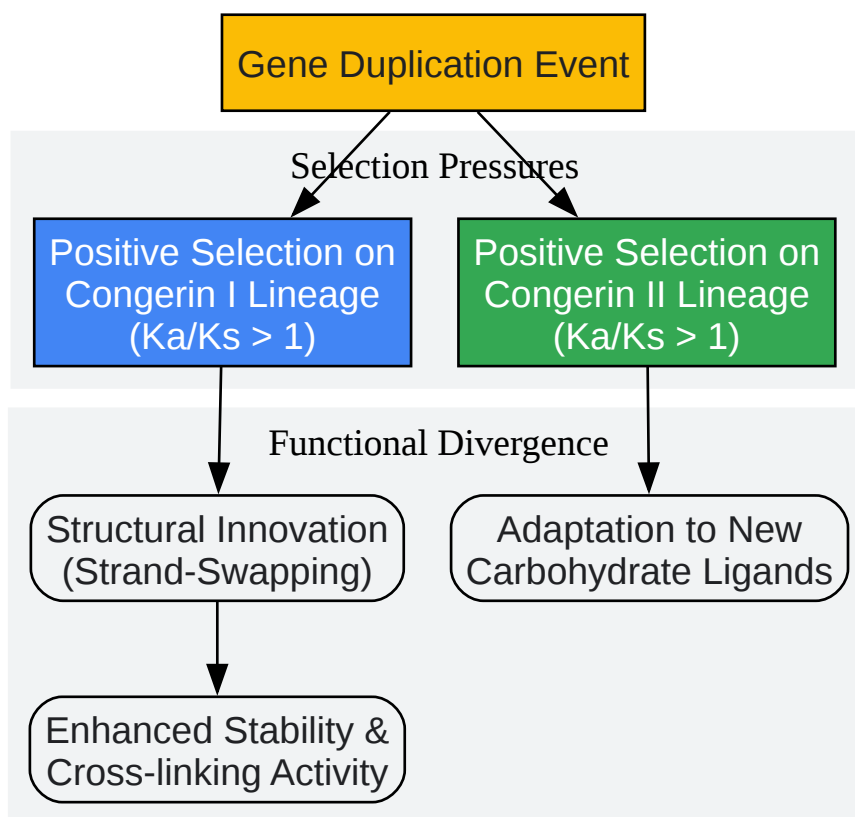 Gene Duplication Event
Selection Pressures
Positive Selection on
Congerin I Lineage
(Ka/Ks > 1)
Positive Selection on
Congerin II Lineage
(Ka/Ks > 1)
Functional Divergence
Structural Innovation
(Strand-Swapping)
Adaptation to New
Carbohydrate Ligands
Enhanced Stability &
Cross-linking Activity